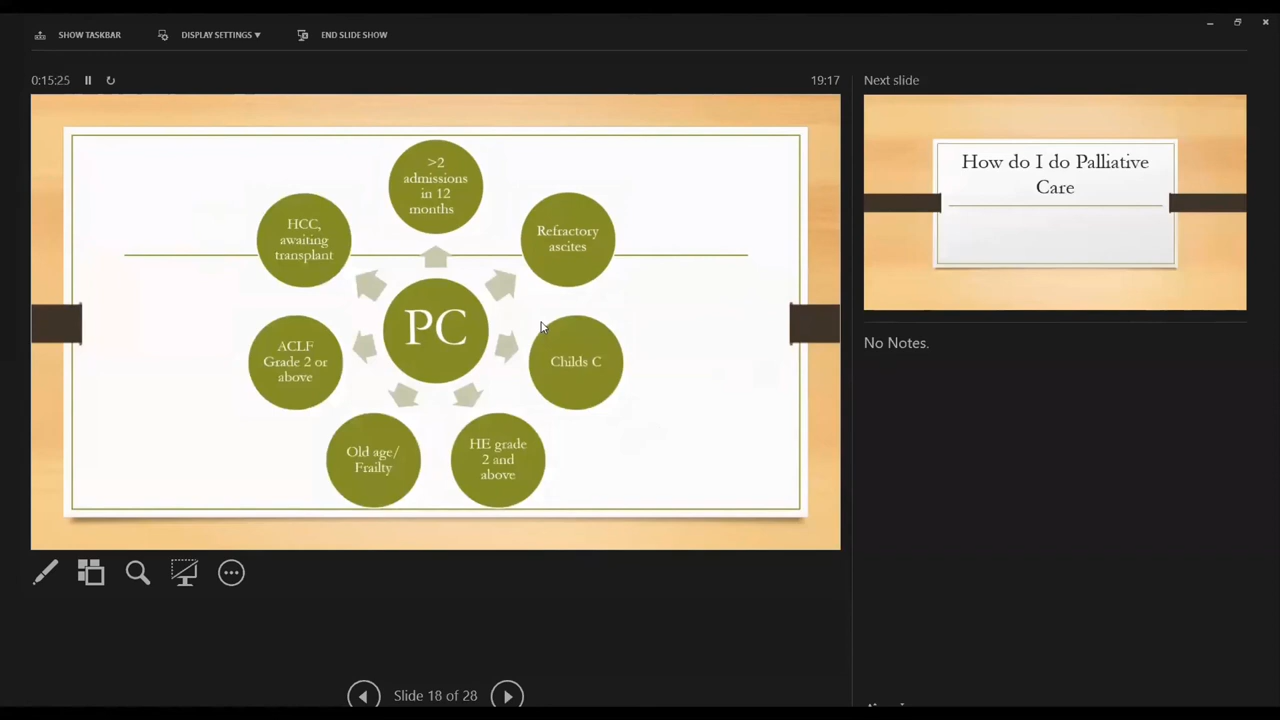 SHOW TASKBAR
DISPLAY SETTINGS ▼
END SLIDE SHOW
0:15:25
19:17
>2
admissions
in 12
months
HCC,
awaiting
transplant
Refractory
ascites
PC
ACLF
Grade 2 or
above
Childs C
Old age/
Frailty
HE grade
2 and
above
Slide 18 of 28
Next slide
How do I do Palliative
Care
No Notes.